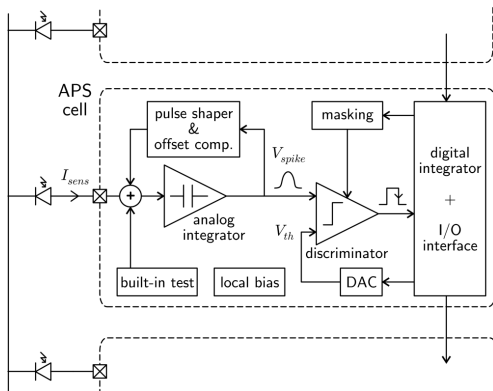 APS
cell
pulse shaper
&
offset comp.
masking
I_sens
V_spike
digital
integrator
+
I/O
interface
+
analog
integrator
V_th
discriminator
built-in test
local bias
DAC